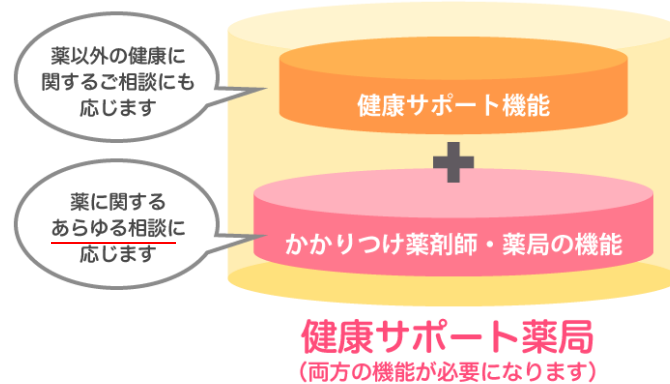 薬以外の健康に
関するご相談にも
応じます
健康サポート機能
+
薬に関する
あらゆる相談に
応じます
かかりつけ薬剤師・薬局の機能
健康サポート薬局
(両方の機能が必要になります)